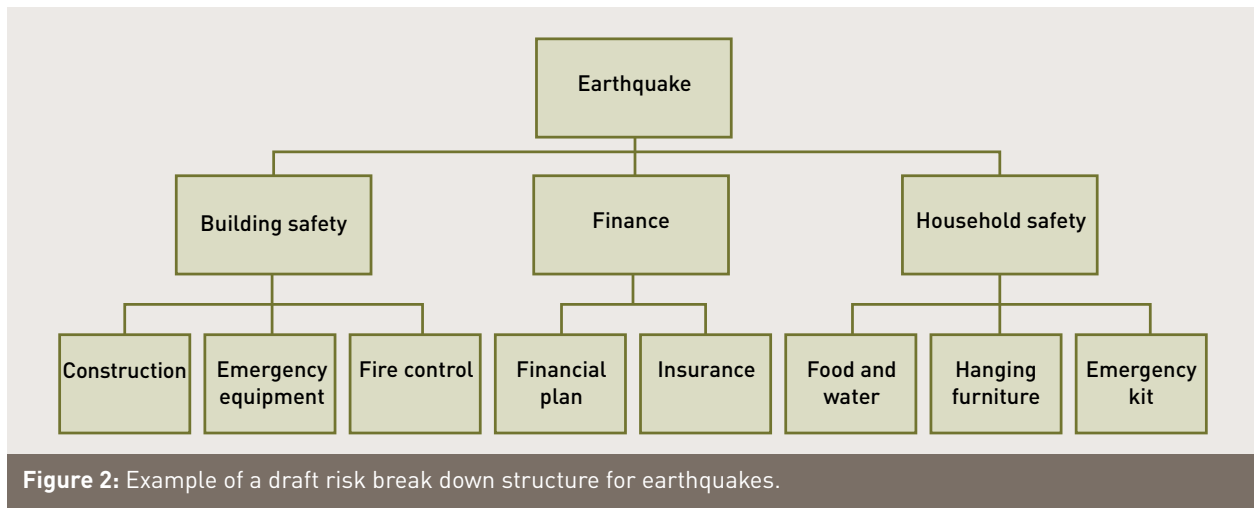 Earthquake
Building safety
Finance
Household safety
Construction
Emergency
equipment
Fire control
Financial
plan
Insurance
Food and
water
Hanging
furniture
Emergency
kit
Figure 2: Example of a draft risk break down structure for earthquakes.